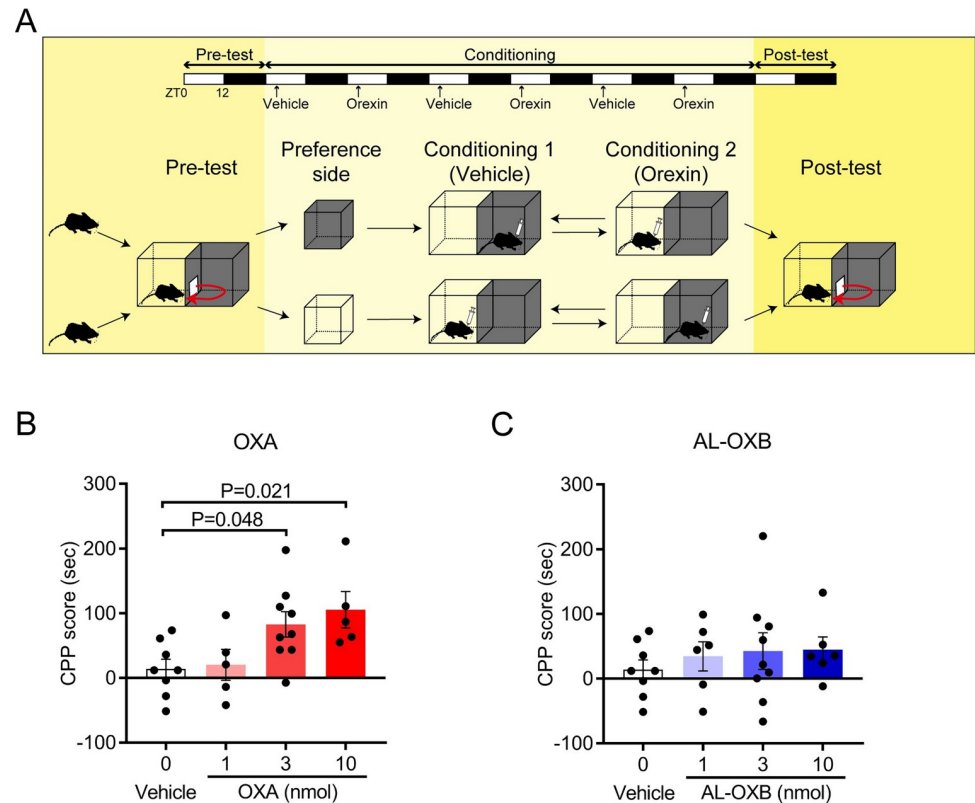 A
Pre-test Conditioning Post-test
ZT0 12 Vehicle Orexin Vehicle Orexin Vehicle Orexin
Pre-test Preference side Conditioning 1 (Vehicle) Conditioning 2 (Orexin) Post-test
B
OXA
CPP score (sec)
300
200
100
0
-100
P=0.021
P=0.048
0 1 3 10
Vehicle OXA (nmol)
C
AL-OXB
CPP score (sec)
300
200
100
0
-100
0 1 3 10
Vehicle AL-OXB (nmol)